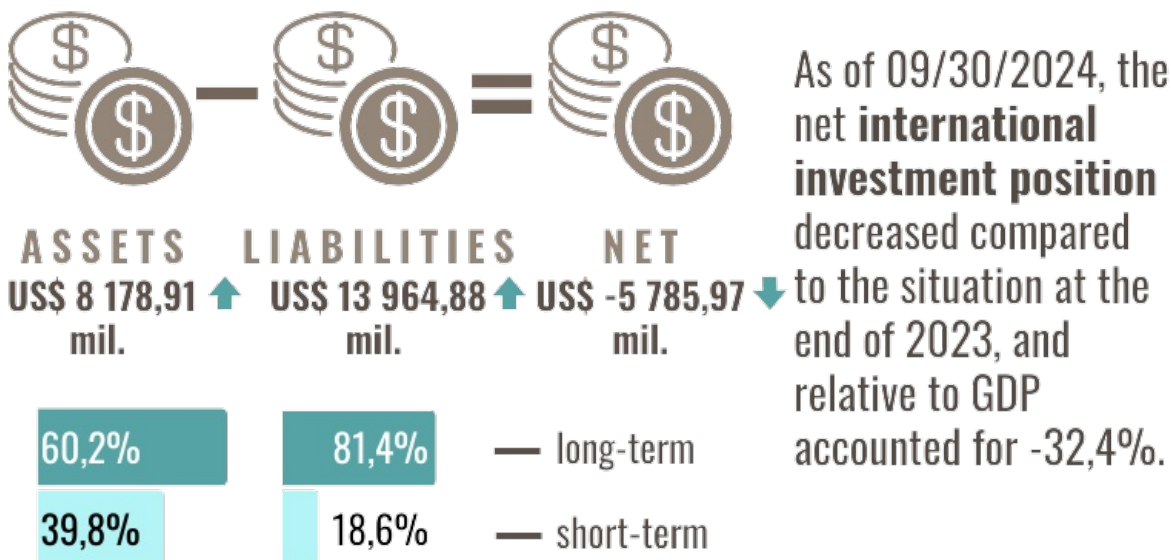 ASSETS
US$ 8 178,91
mil.
LIABILITIES
US$ 13 964,88
mil.
NET
US$ -5 785,97
mil.
60,2%
81,4%
long-term
39,8%
18,6%
short-term
As of 09/30/2024, the
net international
investment position
decreased compared
to the situation at the
end of 2023, and
relative to GDP
accounted for -32,4%.